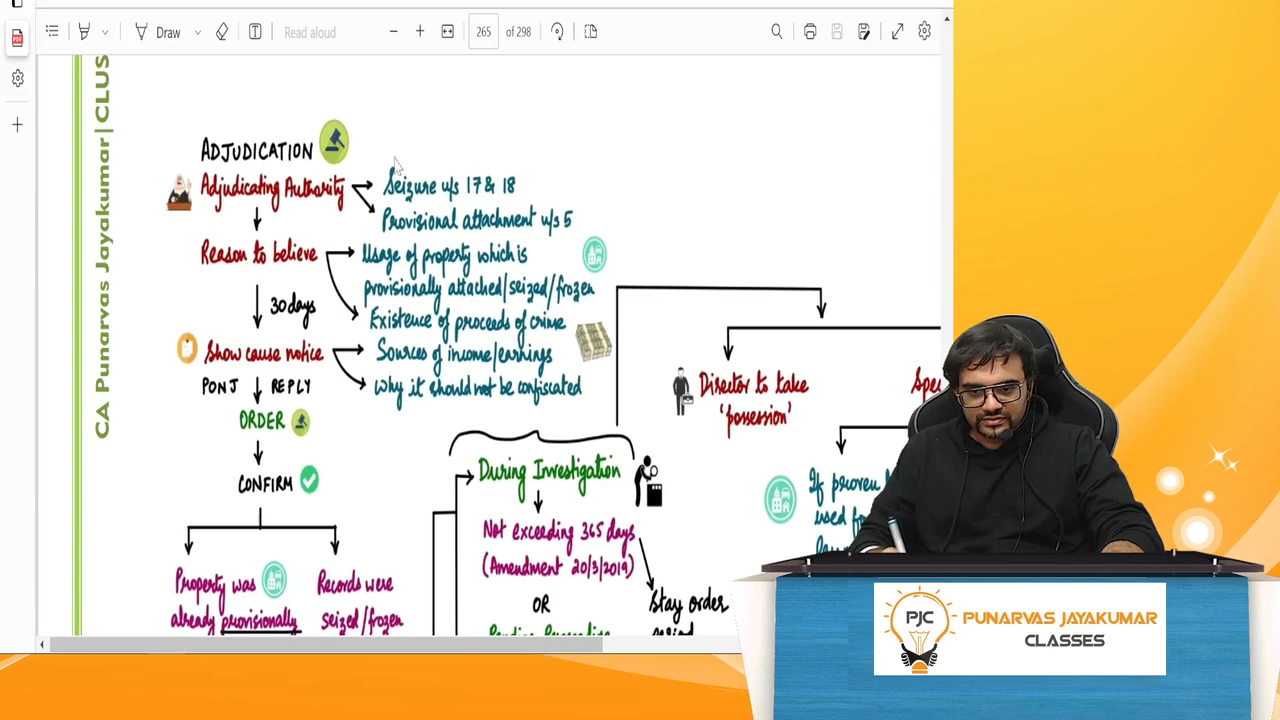 Draw
Read aloud
265
of 298
CA Punarvas Jayakumar | CLUS
ADJUDICATION
Adjudicating Authority
Seizure u/s 17 & 18
Provisional attachment u/s 5
Reason to believe
Usage of property which is
provisionally attached/seized/frozen
Existence of proceeds of crime
30 days
Show cause notice
Sources of income/earnings
Why it should not be confiscated
PONJ
REPLY
ORDER
CONFIRM
Property was
already provisionally
Records were
seized/frozen
During Investigation
Not exceeding 365 days
(Amendment 20/3/2019)
OR
Stay order
period
Director to take
'possession'
If proven
used for
PJC
PUNARVAS JAYAKUMAR
CLASSES